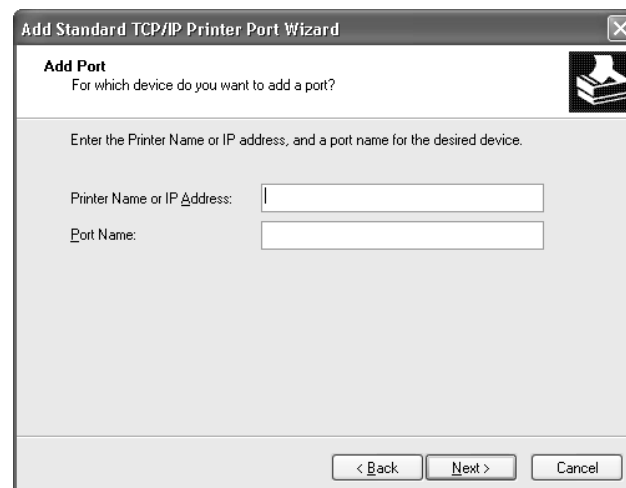 Add Standard TCP/IP Printer Port Wizard
Add Port
For which device do you want to add a port?
Enter the Printer Name or IP address, and a port name for the desired device.
Printer Name or IP Address:
Port Name:
< Back
Next >
Cancel